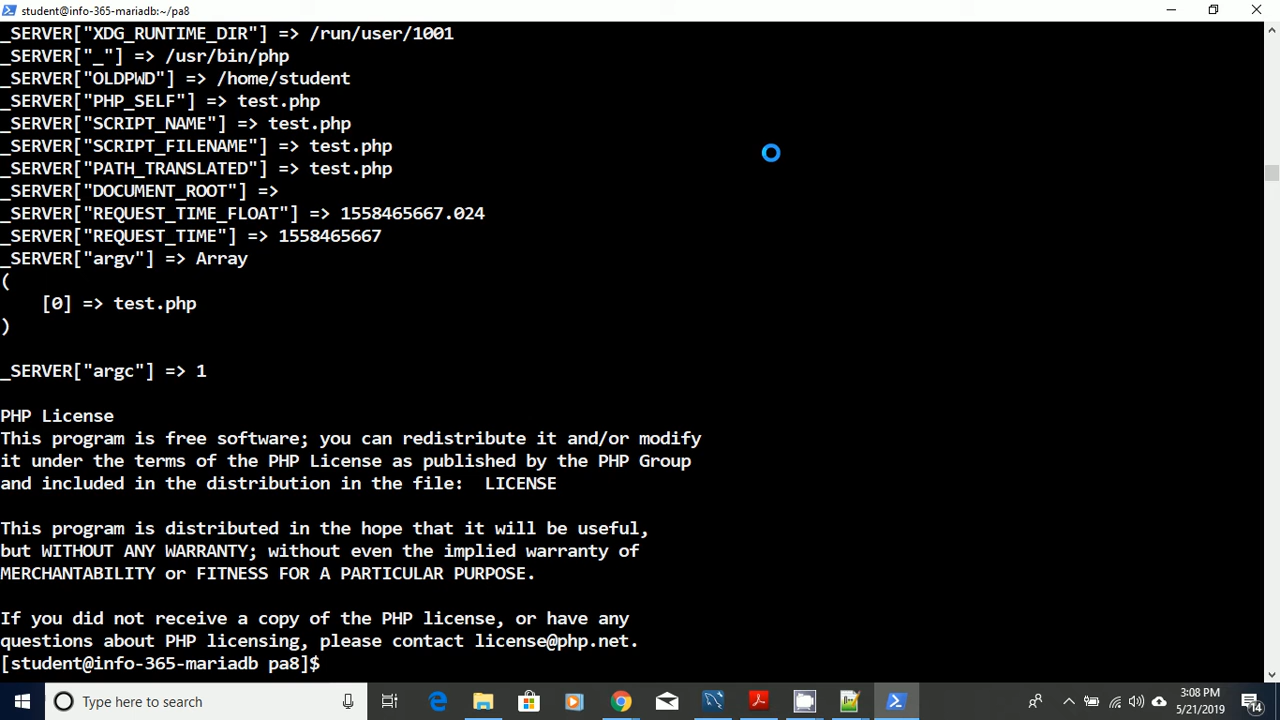 student@info-365-mariadb:~/pa8
_SERVER["XDG_RUNTIME_DIR"] => /run/user/1001
_SERVER["_"] => /usr/bin/php
_SERVER["OLDPWD"] => /home/student
_SERVER["PHP_SELF"] => test.php
_SERVER["SCRIPT_NAME"] => test.php
_SERVER["SCRIPT_FILENAME"] => test.php
_SERVER["PATH_TRANSLATED"] => test.php
_SERVER["DOCUMENT_ROOT"] =>
_SERVER["REQUEST_TIME_FLOAT"] => 1558465667.024
_SERVER["REQUEST_TIME"] => 1558465667
_SERVER["argv"] => Array
(
    [0] => test.php
)
_SERVER["argc"] => 1
PHP License
This program is free software; you can redistribute it and/or modify
it under the terms of the PHP License as published by the PHP Group
and included in the distribution in the file:  LICENSE
This program is distributed in the hope that it will be useful,
but WITHOUT ANY WARRANTY; without even the implied warranty of
MERCHANTABILITY or FITNESS FOR A PARTICULAR PURPOSE.
If you did not receive a copy of the PHP license, or have any
questions about PHP licensing, please contact license@php.net.
[student@info-365-mariadb pa8]$
Type here to search
3:08 PM
5/21/2019
14